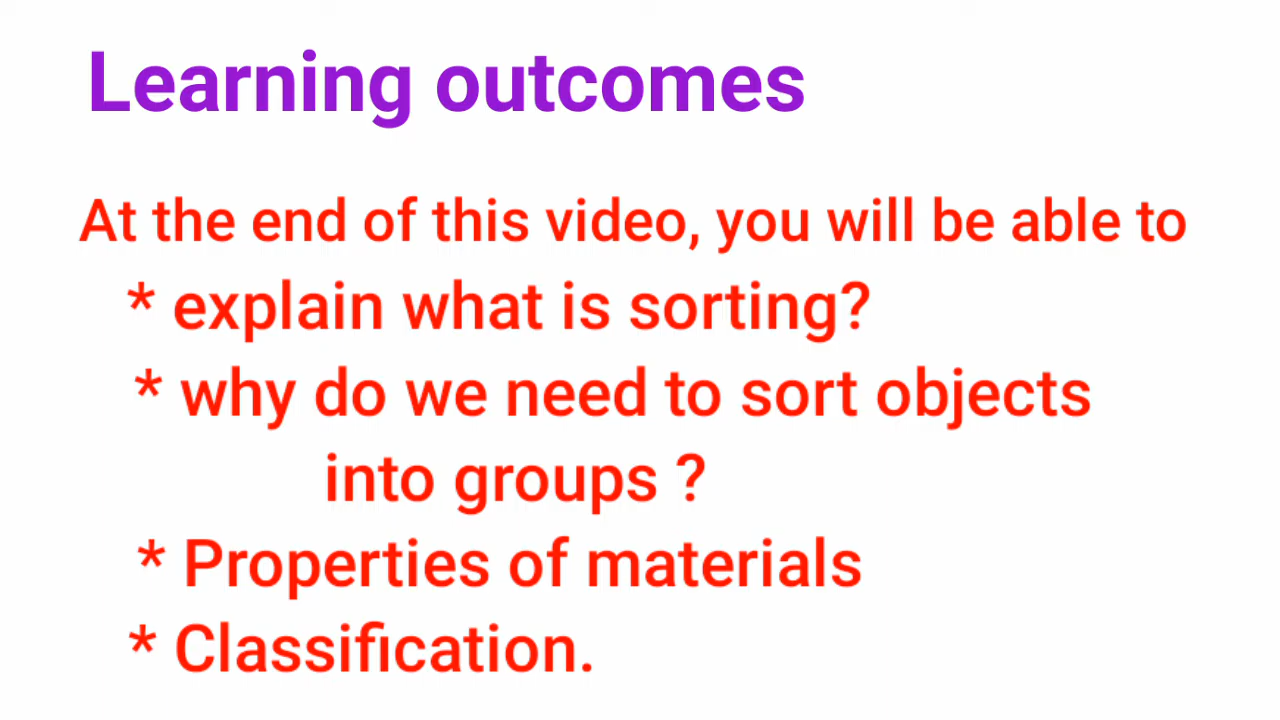 Learning outcomes
At the end of this video, you will be able to
* explain what is sorting?
* why do we need to sort objects
into groups ?
* Properties of materials
* Classification.